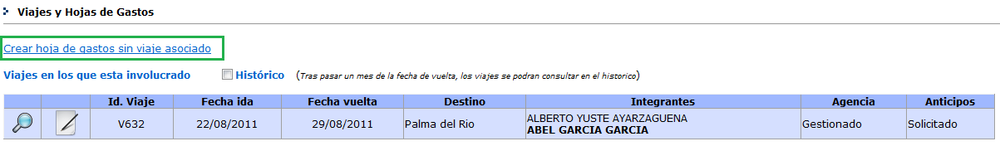 Viajes y Hojas de Gastos
Crear hoja de gastos sin viaje asociado
Viajes en los que esta involucrado Histórico (Tras pasar un mes de la fecha de vuelta, los viajes se podran consultar en el historico)
Id. Viaje Fecha ida Fecha vuelta Destino Integrantes Agencia Anticipos
V632 22/08/2011 29/08/2011 Palma del Rio ALBERTO YUSTE AYARZAGUENA Gestionado Solicitado
ABEL GARCIA GARCIA